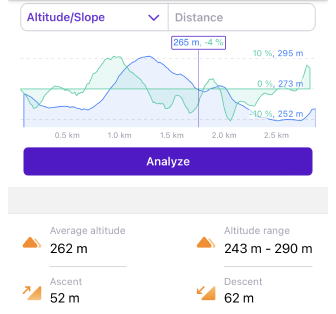 Altitude/Slope
Distance
265 m, -4 %
10 %, 295 m
0 %, 273 m
-10 %, 252 m
0.5 km 1.0 km 1.5 km 2.0 km 2.5 km
Analyze
Average altitude
262 m
Altitude range
243 m - 290 m
Ascent
52 m
Descent
62 m